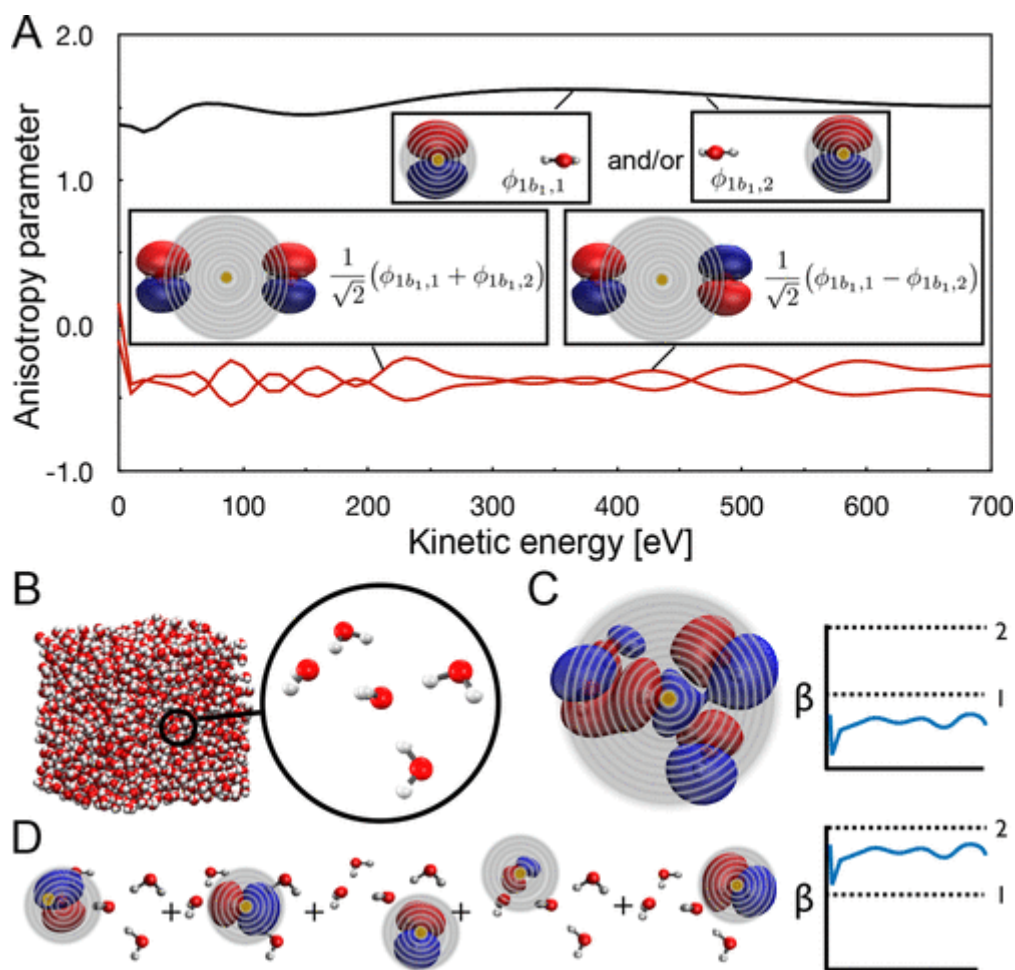 A
2.0
1.0
0.0
-1.0
Anisotropy parameter
ϕ1b₁,1
and/or
ϕ1b₁,2
1/√2 (ϕ1b₁,1 + ϕ1b₁,2)
1/√2 (ϕ1b₁,1 − ϕ1b₁,2)
0 100 200 300 400 500 600 700
Kinetic energy [eV]
B
C
β
2
1
D
+ + + +
β
2
1